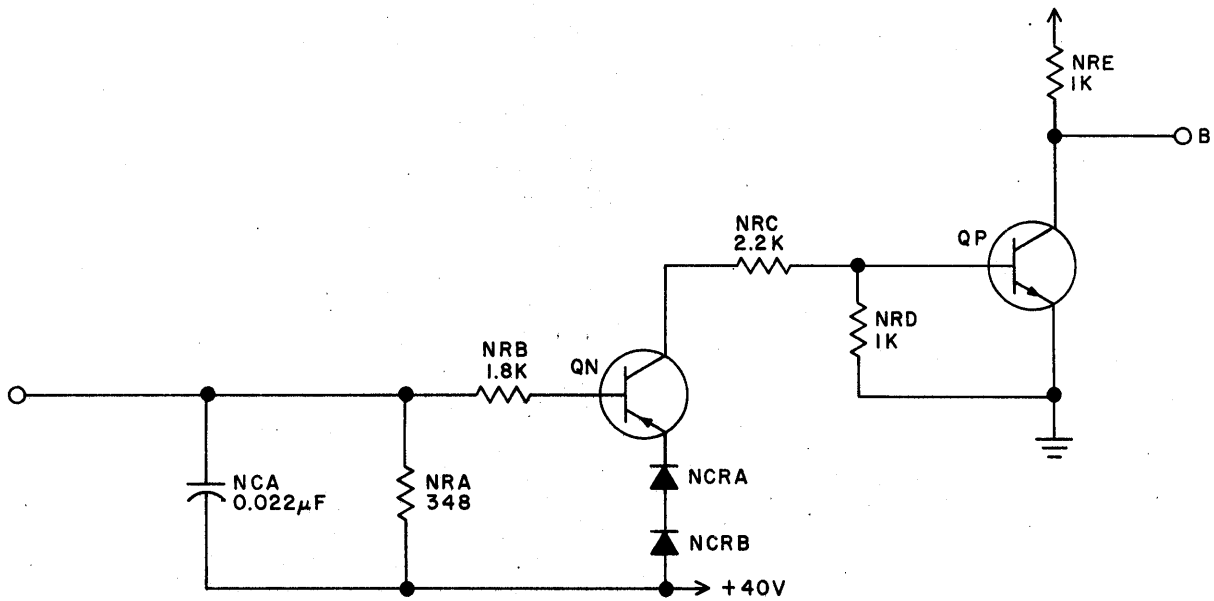 NRE
1K
B
NRC
2.2K
QP
NRD
1K
NRB
1.8K
QN
NCRA
NCA
0.022µF
NRA
348
NCRB
+40V